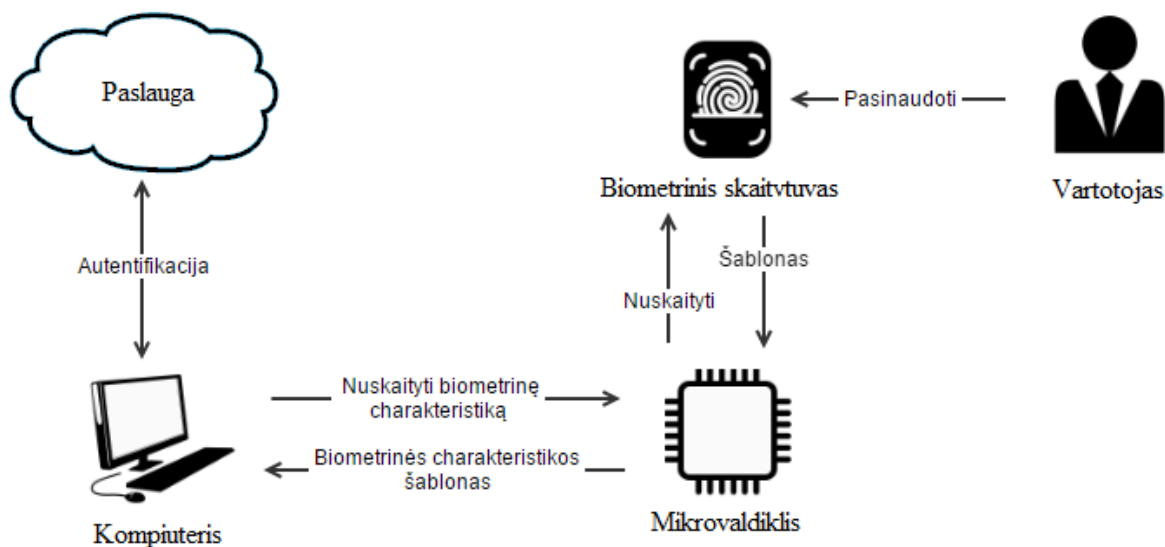 Paslauga
Pasinaudoti
Biometrinis skaitvtuvas
Vartotojas
Autentifikacija
Šablonas
Nuskaityti
Nuskaityti biometrinę
charakteristiką
Biometrinės charakteristikos
šablonas
Kompiuteris
Mikrovaldiklis